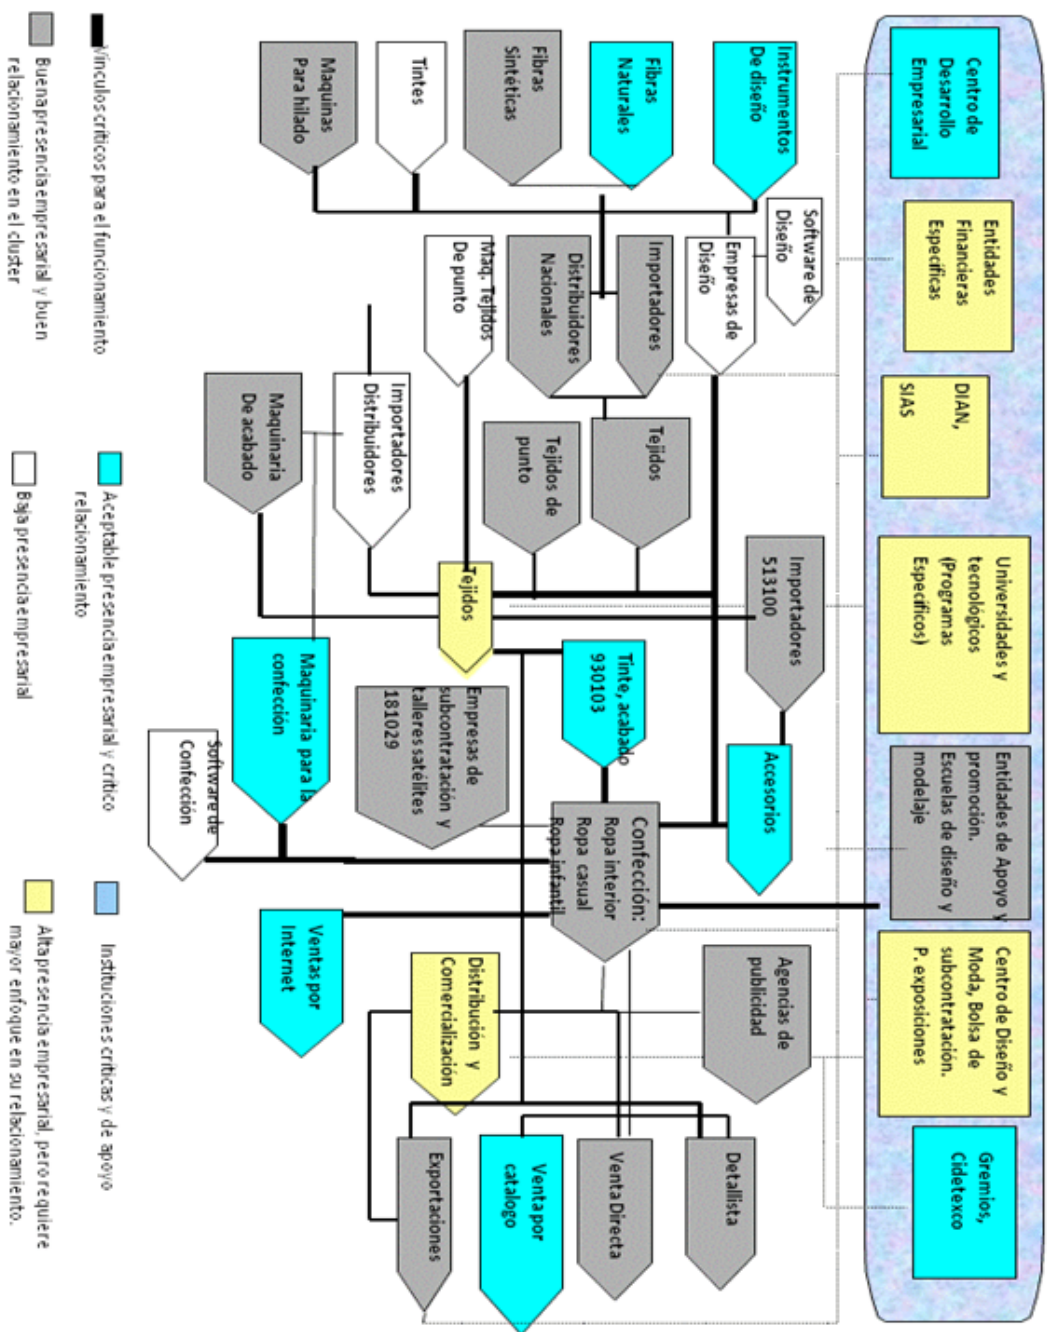 Centro de
Desarrollo
Empresarial
Entidades
Financieras
Específicas
DIAN,
SIAS
Universidades y
tecnológicos
(Programas
Específicos)
Entidades de Apoyo y
promoción.
Escuelas de diseño y
modelaje
Centro de Diseño y
Moda, Bolsa de
subcontratación.
P. exposiciones
Gremios,
Cidetexco
Instrumentos
De diseño
Fibras
Naturales
Fibras
Sintéticas
Tintes
Maquinas
Para hilado
Software de
Diseño
Empresas de
Diseño
Importadores
Distribuidores
Nacionales
Maq. Tejidos
De punto
Importadores
Distribuidores
Maquinaria
De acabado
Tejidos
Tejidos de
punto
Importadores
513100
Tejidos
Tinte, acabado
930103
Accesorios
Empresas de
subcontratación y
talleres satélites
181029
Maquinaria para la
confección
Software de
Confección
Confección:
Ropa interior
Ropa casual
Ropa infantil
Agencias de
publicidad
Distribución y
Comercialización
Ventas por
Internet
Detallista
Venta Directa
Venta por
catalogo
Exportaciones
Vínculos críticos para el funcionamiento
Aceptable presencia empresarial y crítico
relacionamiento
Instituciones críticas y de apoyo
Buena presencia empresarial y buen
relacionamiento en el cluster
Baja presencia empresarial
Alta presencia empresarial, pero requiere
mayor enfoque en su relacionamiento.